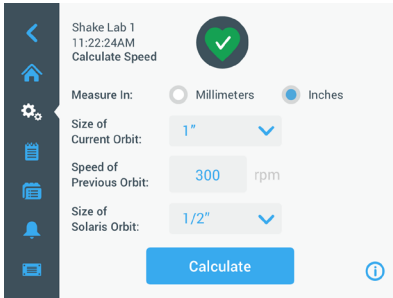 Shake Lab 1
11:22:24AM
Calculate Speed
Measure In: Millimeters Inches
Size of
Current Orbit: 1”
Speed of
Previous Orbit: 300 rpm
Size of
Solaris Orbit: 1/2”
Calculate